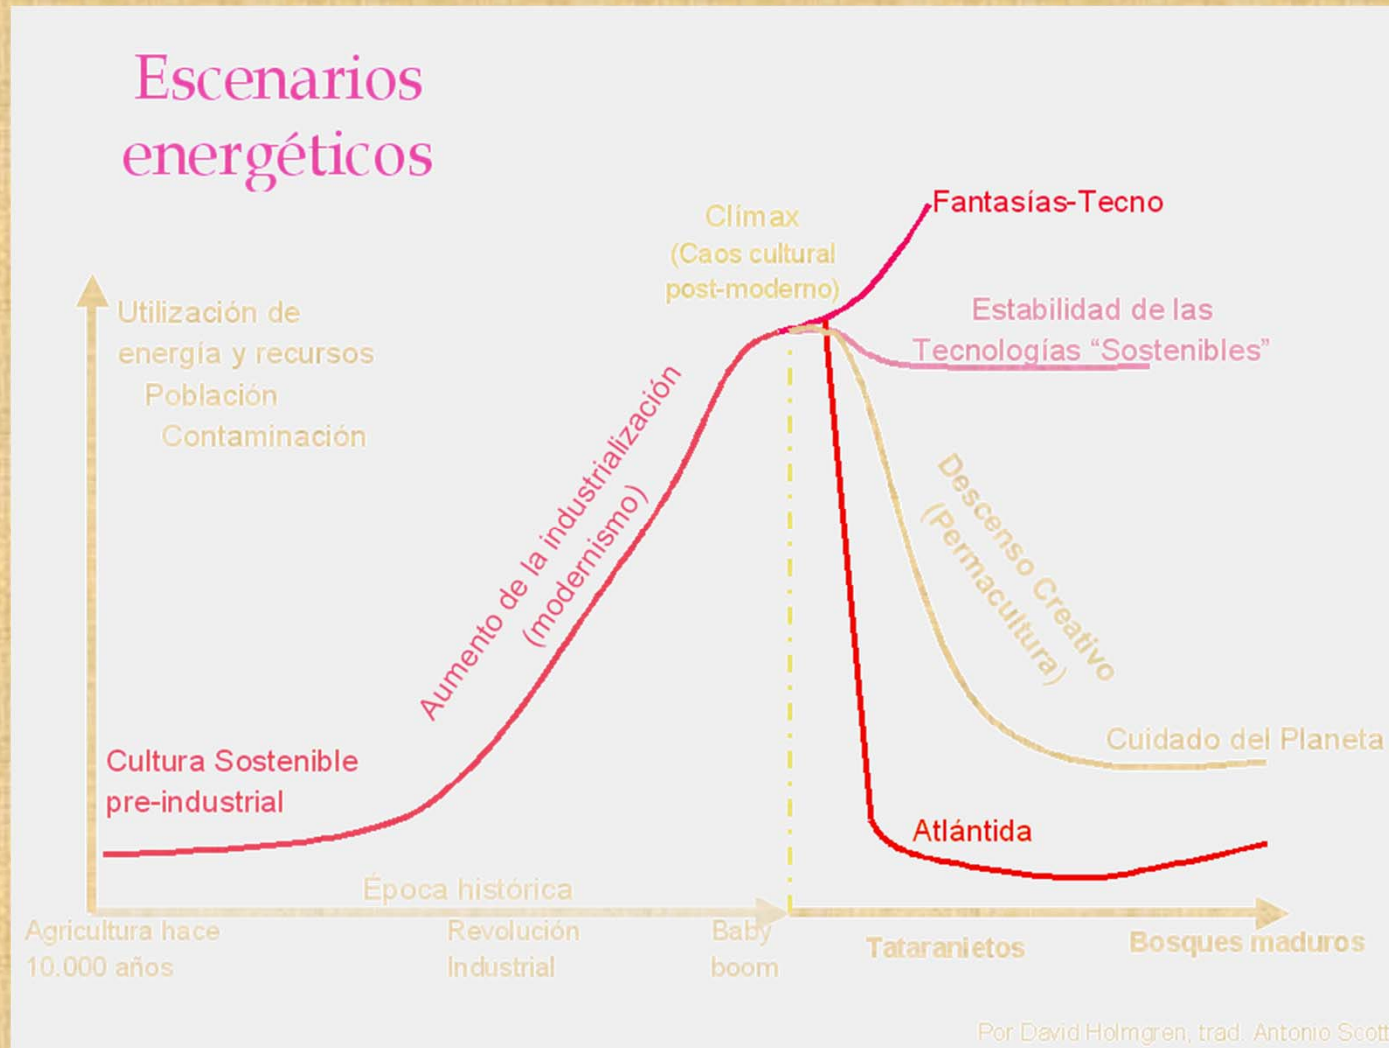 Escenarios
energéticos
Clímax
(Caos cultural
post-moderno)
Fantasías-Tecno
Utilización de
energía y recursos
Población
Contaminación
Estabilidad de las
Tecnologías “Sostenibles”
Aumento de la industrialización
(modernismo)
Descenso Creativo
(Permacultura)
Cultura Sostenible
pre-industrial
Cuidado del Planeta
Atlántida
Época histórica
Agricultura hace
10.000 años
Revolución
Industrial
Baby
boom
Tataranietos
Bosques maduros
Por David Holmgren, trad. Antonio Scott